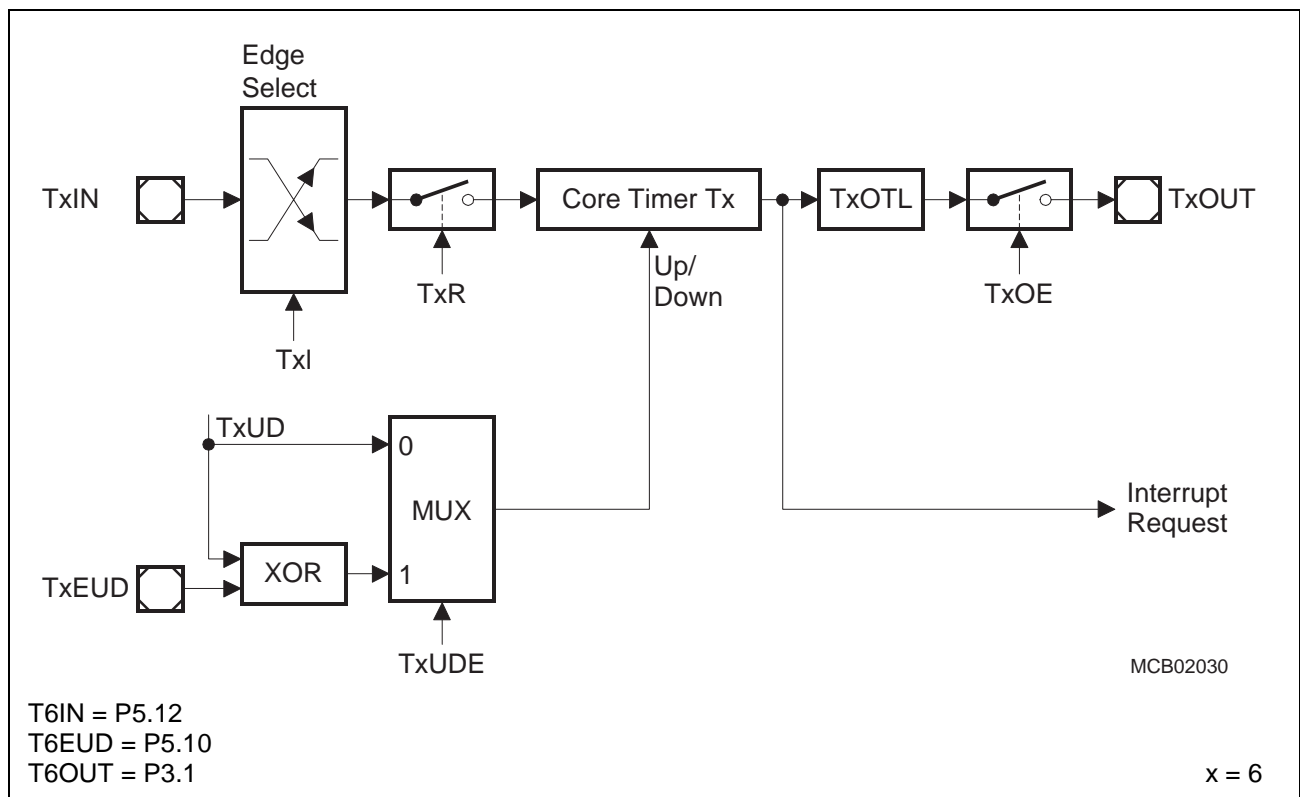 Edge
Select
TxIN
Core Timer Tx
TxOTL
TxOUT
Up/
Down
TxR
TxOE
TxI
TxUD
0
MUX
Interrupt
Request
XOR
1
TxEUD
TxUDE
MCB02030
T6IN = P5.12
T6EUD = P5.10
T6OUT = P3.1
x = 6